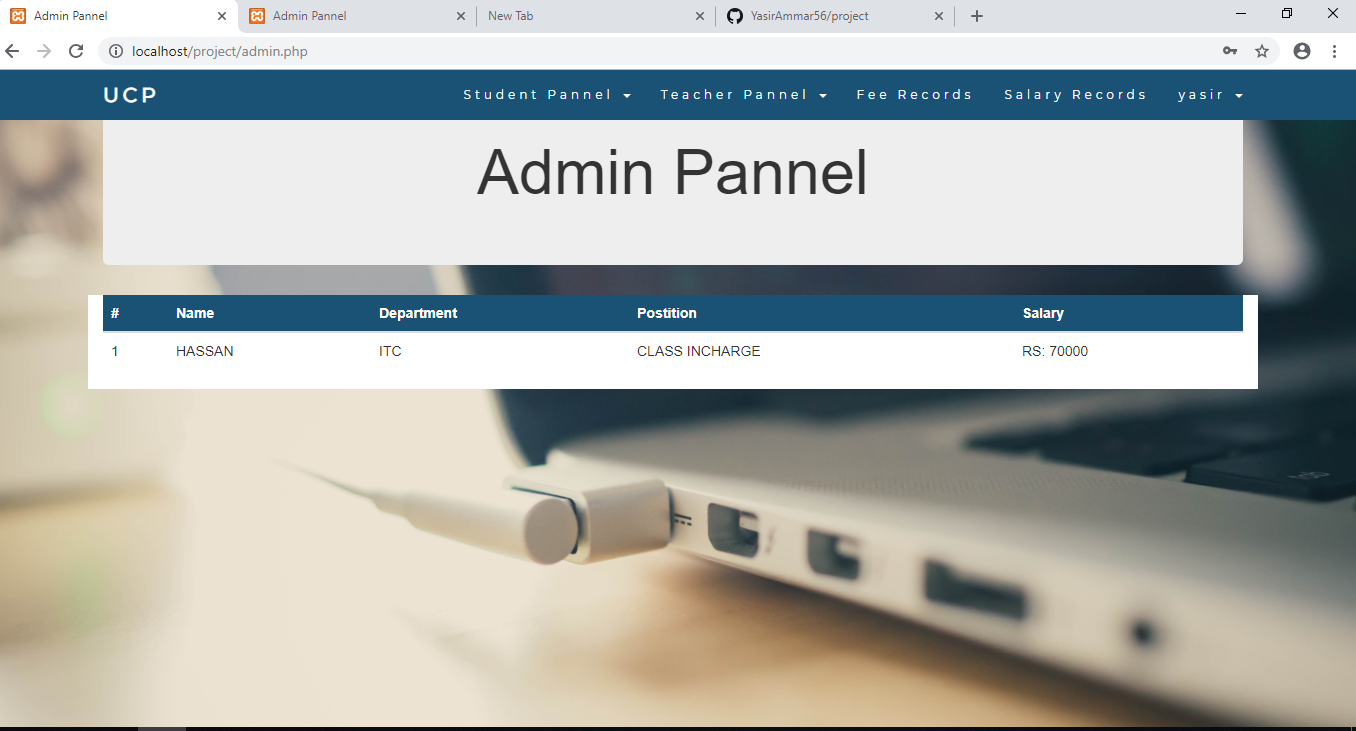 Admin Pannel
Admin Pannel
New Tab
YasirAmmar56/project
localhost/project/admin.php
UCP Student Pannel Teacher Pannel Fee Records Salary Records yasir
Admin Pannel
# Name Department Postition Salary
1 HASSAN ITC CLASS INCHARGE RS: 70000